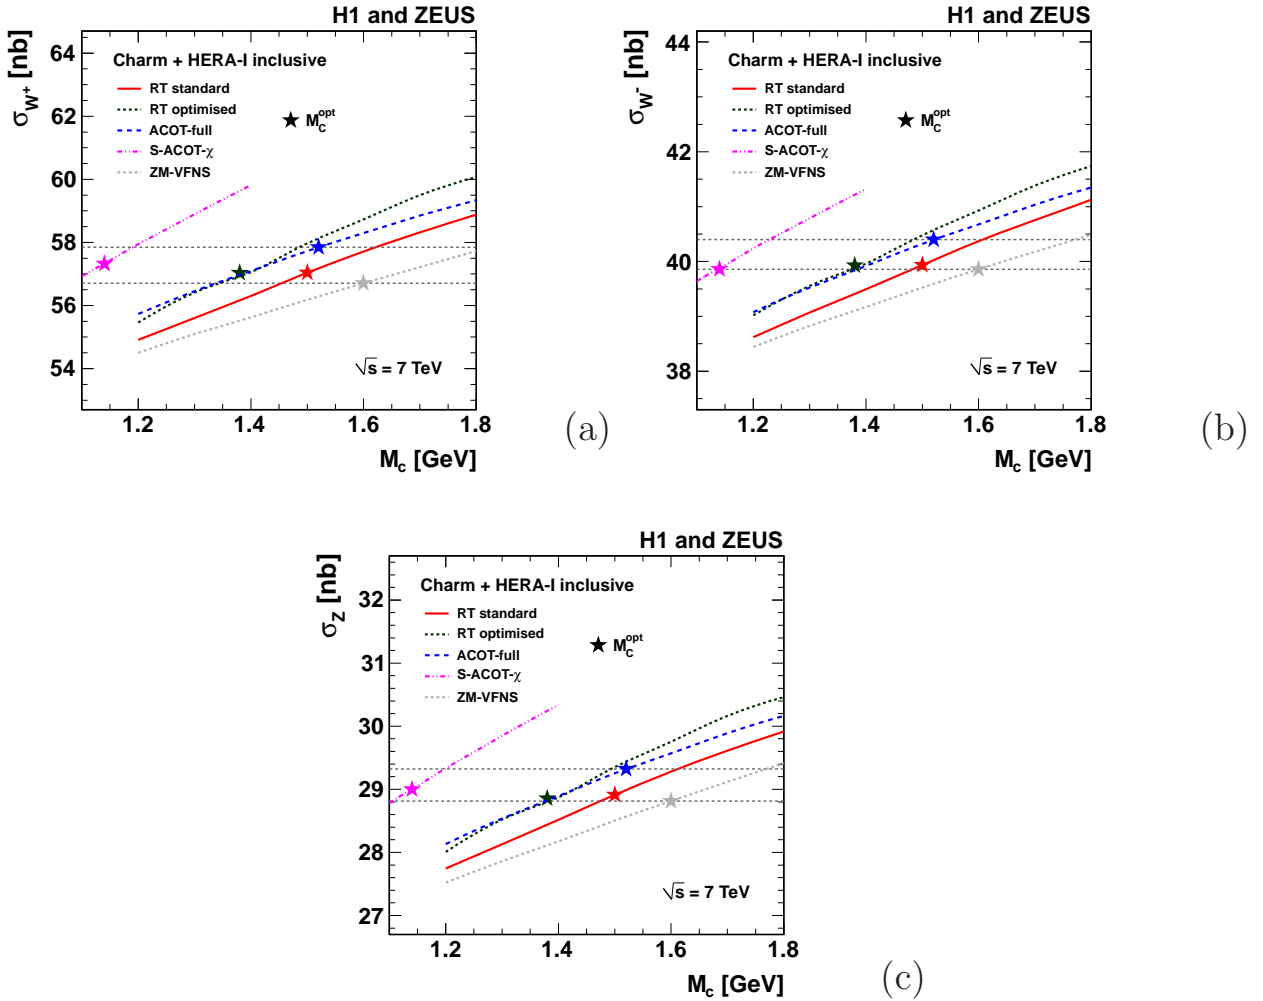 H1 and ZEUS
σ_W⁺ [nb]
Charm + HERA-I inclusive
RT standard
RT optimised
ACOT-full
S-ACOT-χ
ZM-VFNS
M_C^opt
64
62
60
58
56
54
√s = 7 TeV
1.2 1.4 1.6 1.8
M_c [GeV]
(a)
H1 and ZEUS
σ_W⁻ [nb]
Charm + HERA-I inclusive
RT standard
RT optimised
ACOT-full
S-ACOT-χ
ZM-VFNS
M_C^opt
44
42
40
38
√s = 7 TeV
1.2 1.4 1.6 1.8
M_c [GeV]
(b)
H1 and ZEUS
σ_Z [nb]
Charm + HERA-I inclusive
RT standard
RT optimised
ACOT-full
S-ACOT-χ
ZM-VFNS
M_C^opt
32
31
30
29
28
27
√s = 7 TeV
1.2 1.4 1.6 1.8
M_c [GeV]
(c)